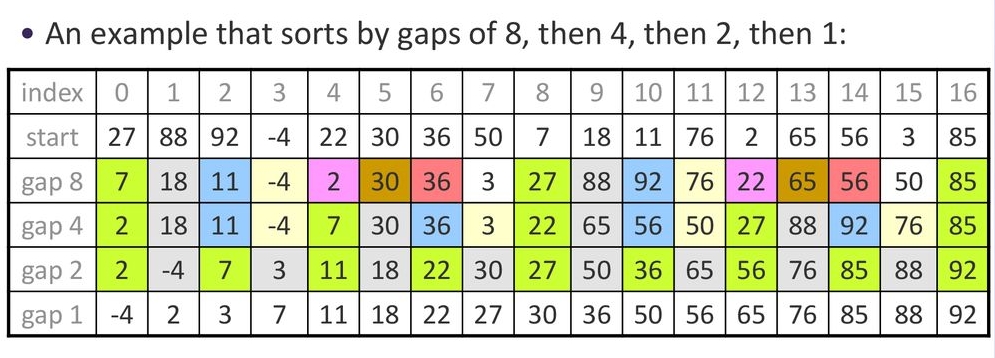 • An example that sorts by gaps of 8, then 4, then 2, then 1:
index 0 1 2 3 4 5 6 7 8 9 10 11 12 13 14 15 16
start 27 88 92 -4 22 30 36 50 7 18 11 76 2 65 56 3 85
gap 8 7 18 11 -4 2 30 36 3 27 88 92 76 22 65 56 50 85
gap 4 2 18 11 -4 7 30 36 3 22 65 56 50 27 88 92 76 85
gap 2 2 -4 7 3 11 18 22 30 27 50 36 65 56 76 85 88 92
gap 1 -4 2 3 7 11 18 22 27 30 36 50 56 65 76 85 88 92